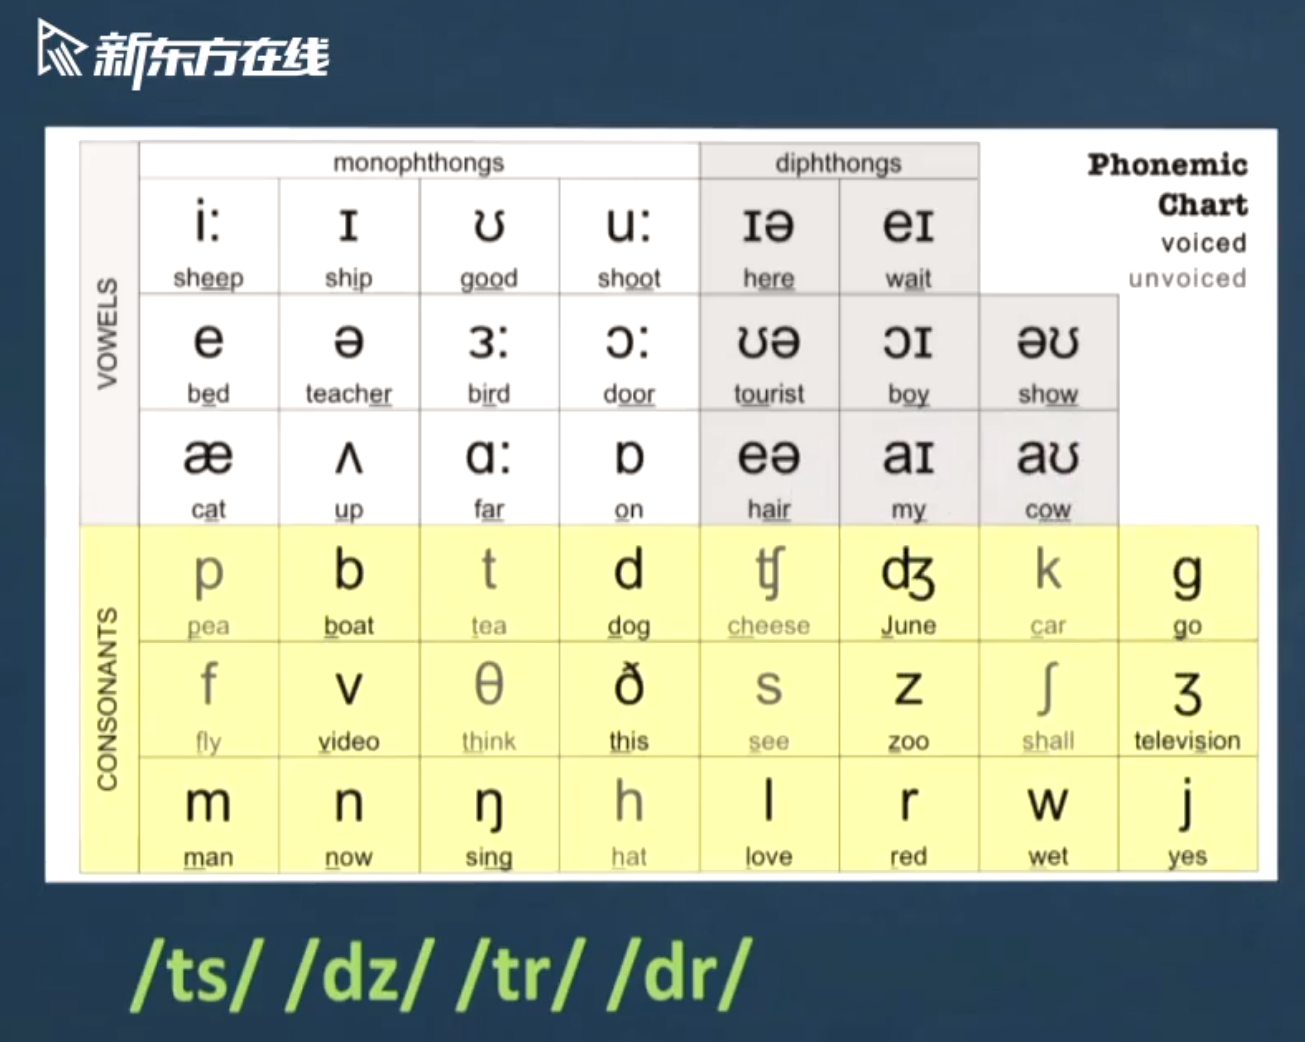 新东方在线
monophthongs diphthongs
Phonemic
Chart
voiced
unvoiced
VOWELS
iː ɪ ʊ uː ɪə eɪ
sheep ship good shoot here wait
e ə ɜː ɔː ʊə ɔɪ əʊ
bed teacher bird door tourist boy show
æ ʌ ɑː ɒ eə aɪ aʊ
cat up far on hair my cow
CONSONANTS
p b t d ʧ ʤ k g
pea boat tea dog cheese June car go
f v θ ð s z ʃ ʒ
fly video think this see zoo shall television
m n ŋ h l r w j
man now sing hat love red wet yes
/ts/ /dz/ /tr/ /dr/